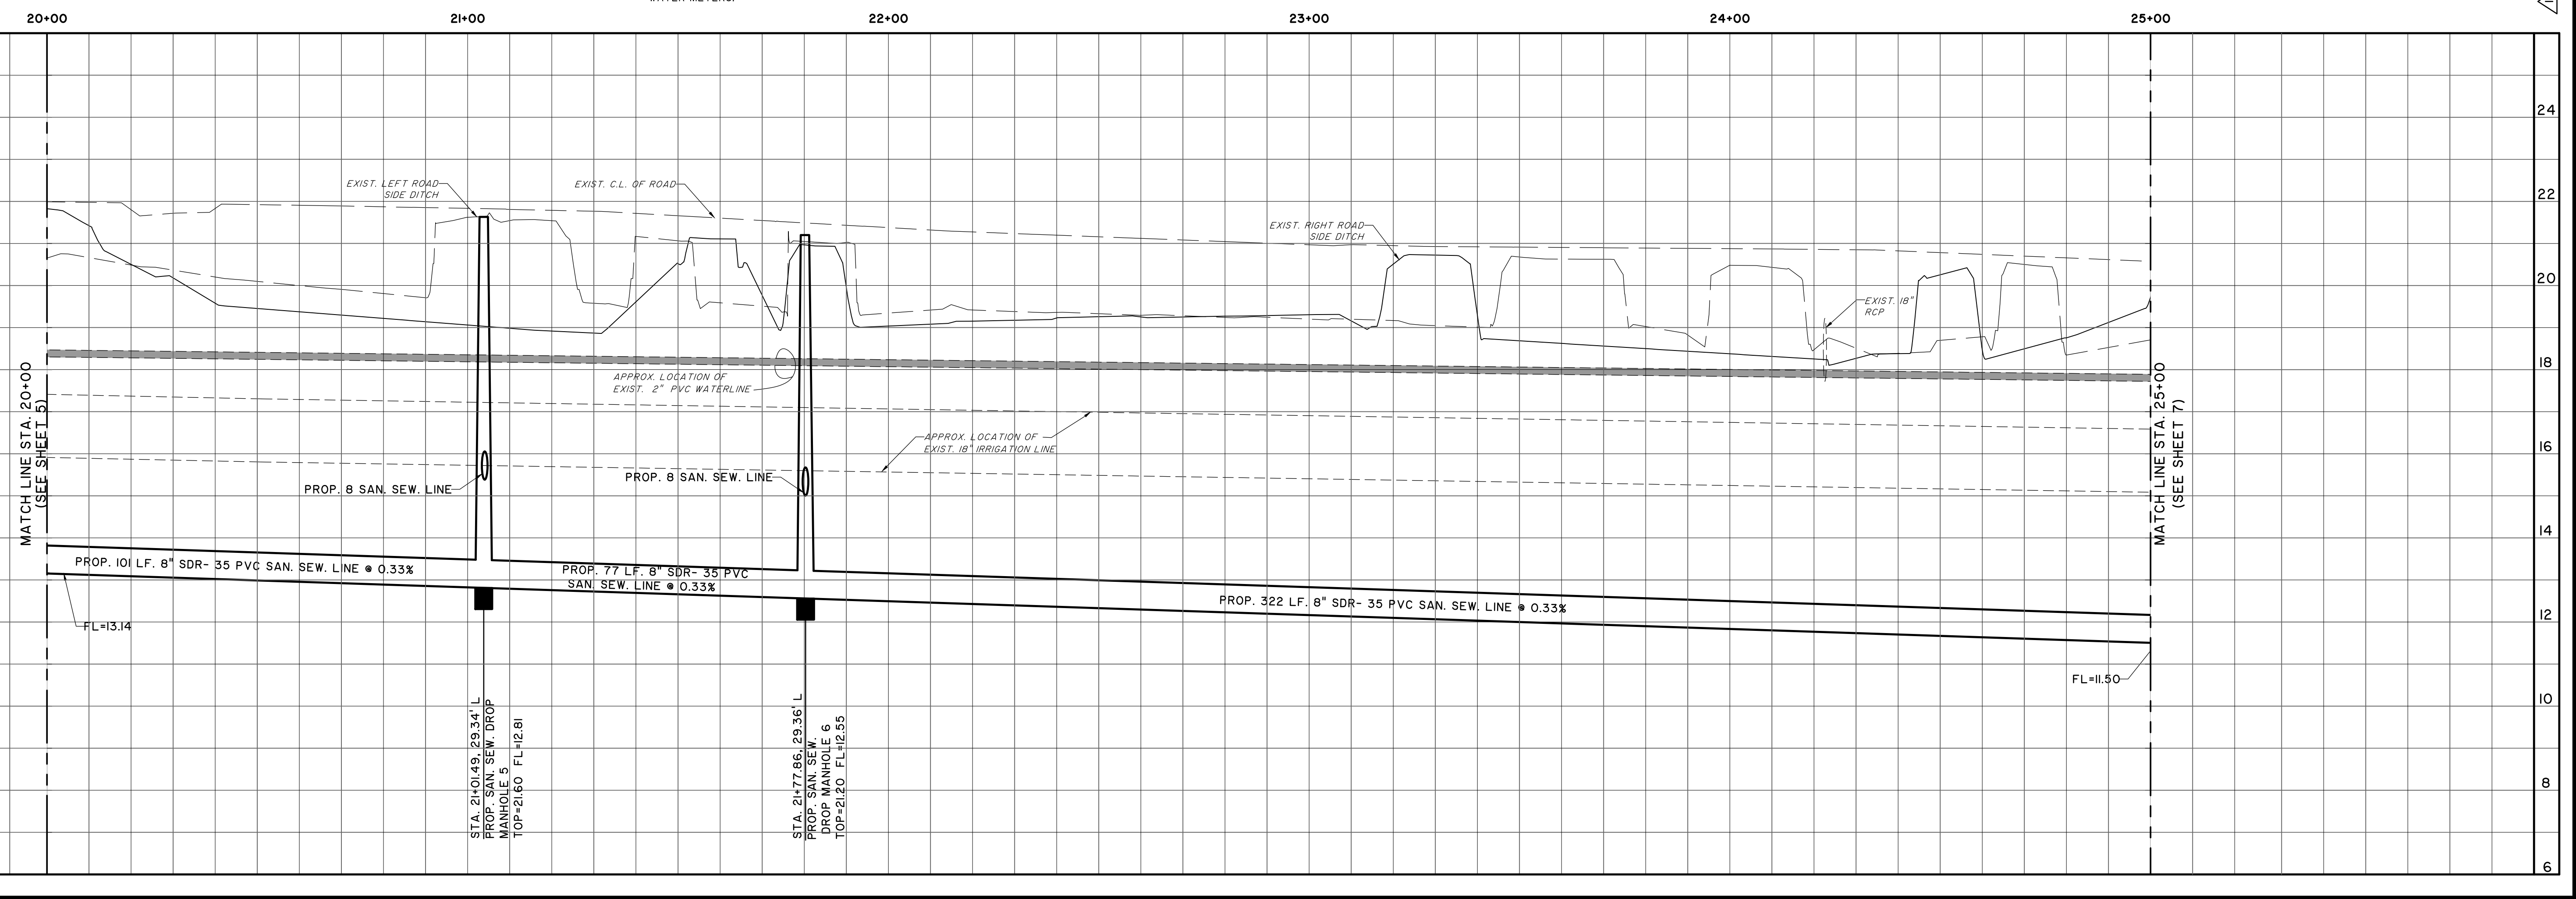 20+00
21+00
22+00
23+00
24+00
25+00
24
22
20
18
16
14
12
10
8
6
EXIST. LEFT ROAD
SIDE DITCH
EXIST. C.L. OF ROAD
EXIST. RIGHT ROAD
SIDE DITCH
EXIST. 18"
RCP
MATCH LINE STA. 20+00
(SEE SHEET 5)
APPROX. LOCATION OF
EXIST. 2" PVC WATERLINE
APPROX. LOCATION OF
EXIST. 18" IRRIGATION LINE
PROP. 8 SAN. SEW. LINE
PROP. 8 SAN. SEW. LINE
MATCH LINE STA. 25+00
(SEE SHEET 7)
PROP. 101 LF. 8" SDR- 35 PVC SAN. SEW. LINE @ 0.33%
PROP. 77 LF. 8" SDR- 35 PVC
SAN. SEW. LINE @ 0.33%
PROP. 322 LF. 8" SDR- 35 PVC SAN. SEW. LINE @ 0.33%
FL=13.14
FL=11.50
STA. 21+01.49, 29.34' L
PROP. SAN. SEW. DROP
MANHOLE 5
TOP=21.60 FL=12.81
STA. 21+77.86, 29.36' L
PROP. SAN. SEW.
DROP MANHOLE 6
TOP=21.20 FL=12.55